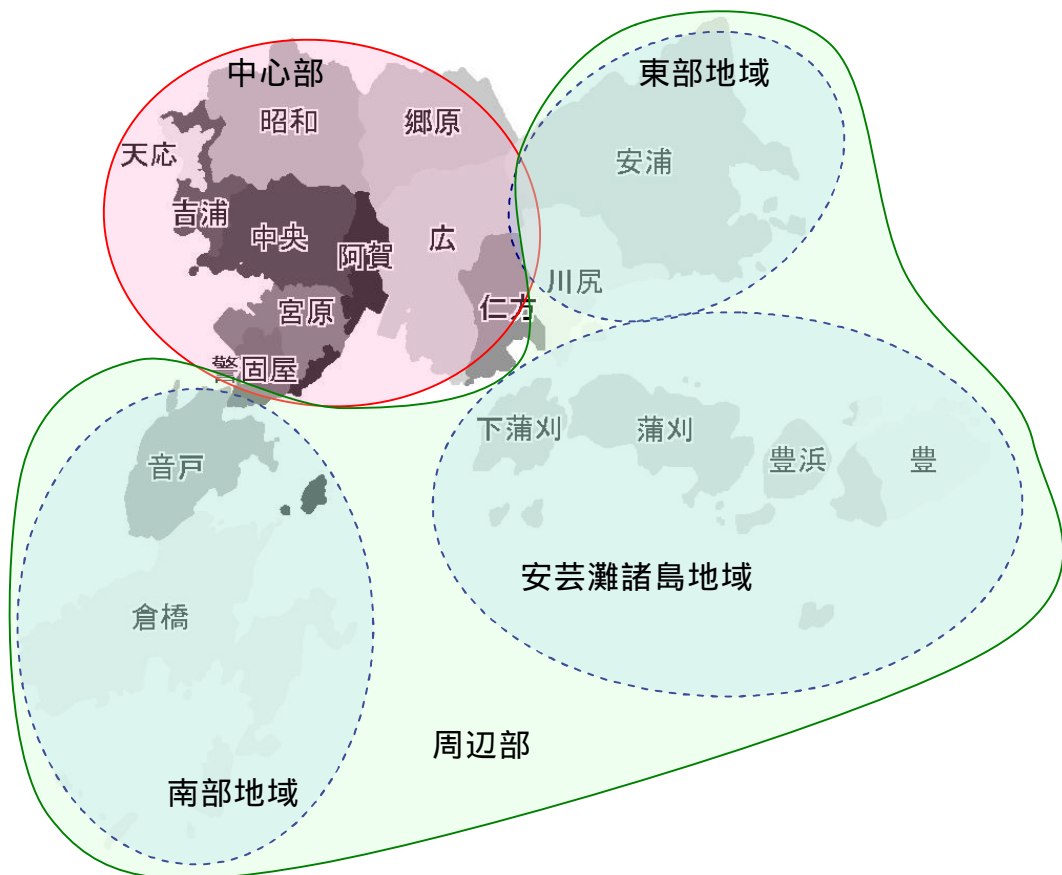 中心部
東部地域
昭和
郷原
天応
安浦
吉浦
中央
阿賀
広
川尻
宮原
仁方
警固屋
下蒲刈
蒲刈
豊浜
豊
音戸
安芸灘諸島地域
倉橋
周辺部
南部地域